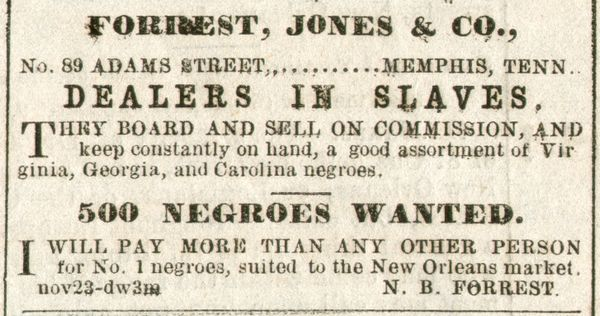 FORREST, JONES & CO.,
No. 89 ADAMS STREET,...........MEMPHIS, TENN..
DEALERS IN SLAVES,
THEY BOARD AND SELL ON COMMISSION, AND
keep constantly on hand, a good assortment of Vir
ginia, Georgia, and Carolina negroes.
500 NEGROES WANTED.
I WILL PAY MORE THAN ANY OTHER PERSON
for No. 1 negroes, suited to the New Orleans market.
nov23-dw3m N. B. FORREST.